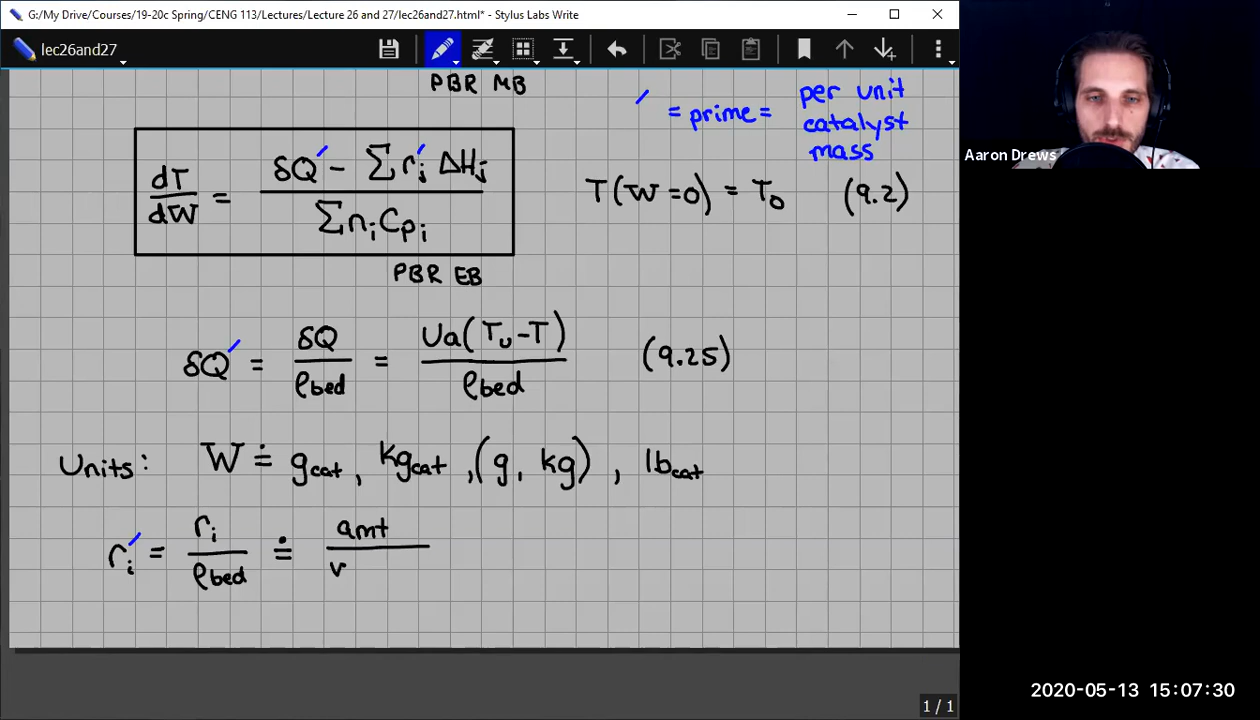 G:/My Drive/Courses/19-20c Spring/CENG 113/Lectures/Lecture 26 and 27/lec26and27.html* - Stylus Labs Write
lec26and27
PBR MB
′ = prime = per unit
catalyst
mass
Aaron Drews
dT/dW = (δQ′ − Σ r′j ΔHj) / (Σ ni Cpi)
T(W=0) = T0 (9.2)
PBR EB
δQ′ = δQ/ρbed = Ua(Tu-T)/ρbed (9.25)
Units: W ≐ gcat, kgcat, (g, kg), lbcat
ri′ = ri/ρbed ≐ amt/v
1 / 1
2020-05-13 15:07:30